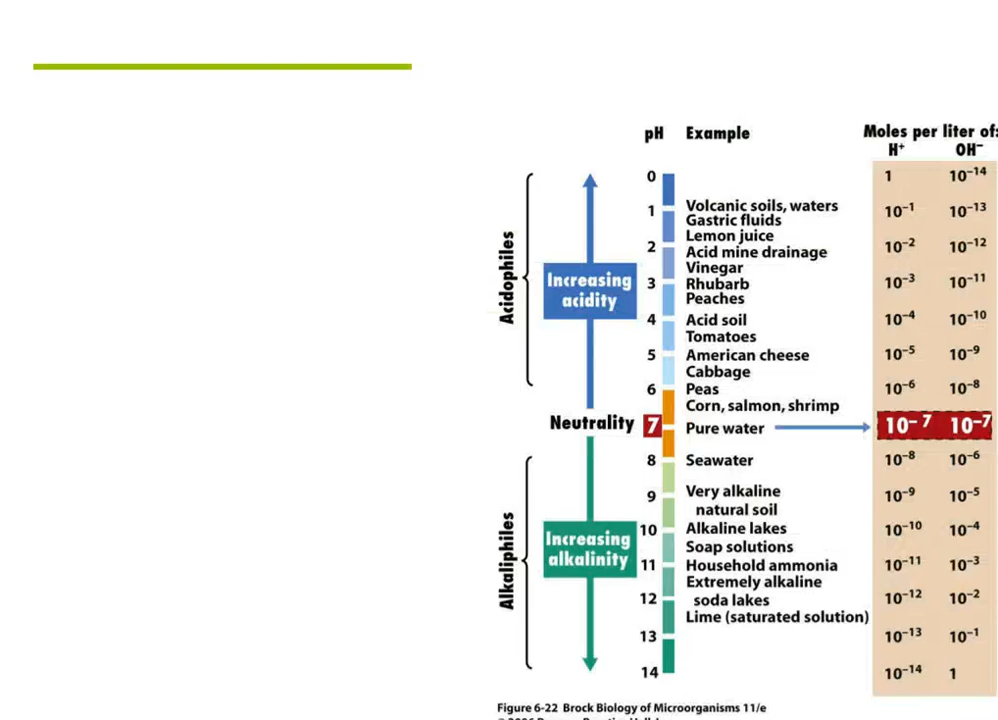 pH Example Moles per liter of:
H⁺ OH⁻
0 1 10⁻¹⁴
Volcanic soils, waters
1 Gastric fluids 10⁻¹ 10⁻¹³
Lemon juice
2 Acid mine drainage 10⁻² 10⁻¹²
Vinegar
3 Rhubarb 10⁻³ 10⁻¹¹
Peaches
4 Acid soil 10⁻⁴ 10⁻¹⁰
Tomatoes
5 American cheese 10⁻⁵ 10⁻⁹
Cabbage
6 Peas 10⁻⁶ 10⁻⁸
Corn, salmon, shrimp
Neutrality 7 Pure water 10⁻⁷ 10⁻⁷
8 Seawater 10⁻⁸ 10⁻⁶
Very alkaline
9 natural soil 10⁻⁹ 10⁻⁵
10 Alkaline lakes 10⁻¹⁰ 10⁻⁴
Soap solutions
11 Household ammonia 10⁻¹¹ 10⁻³
Extremely alkaline
12 soda lakes 10⁻¹² 10⁻²
Lime (saturated solution)
13 10⁻¹³ 10⁻¹
14 10⁻¹⁴ 1
Acidophiles
Increasing
acidity
Alkaliphiles
Increasing
alkalinity
Figure 6-22 Brock Biology of Microorganisms 11/e